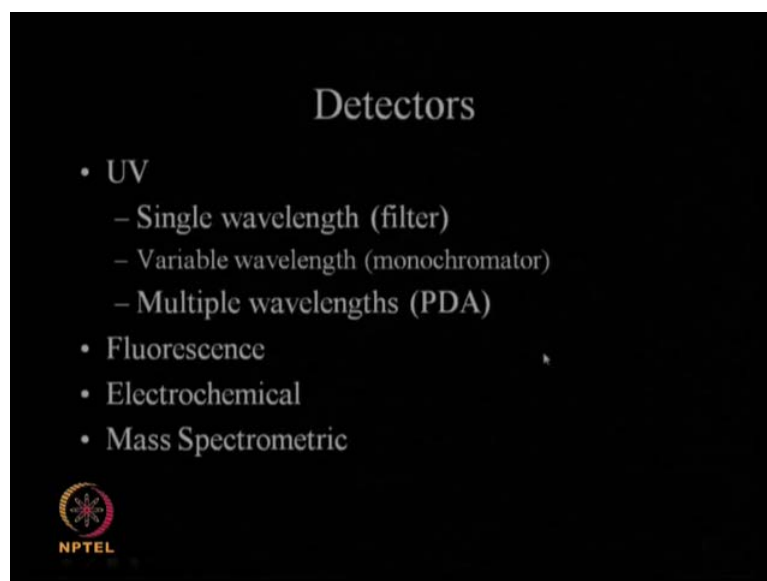 Detectors
• UV
– Single wavelength (filter)
– Variable wavelength (monochromator)
– Multiple wavelengths (PDA)
• Fluorescence
• Electrochemical
• Mass Spectrometric
NPTEL